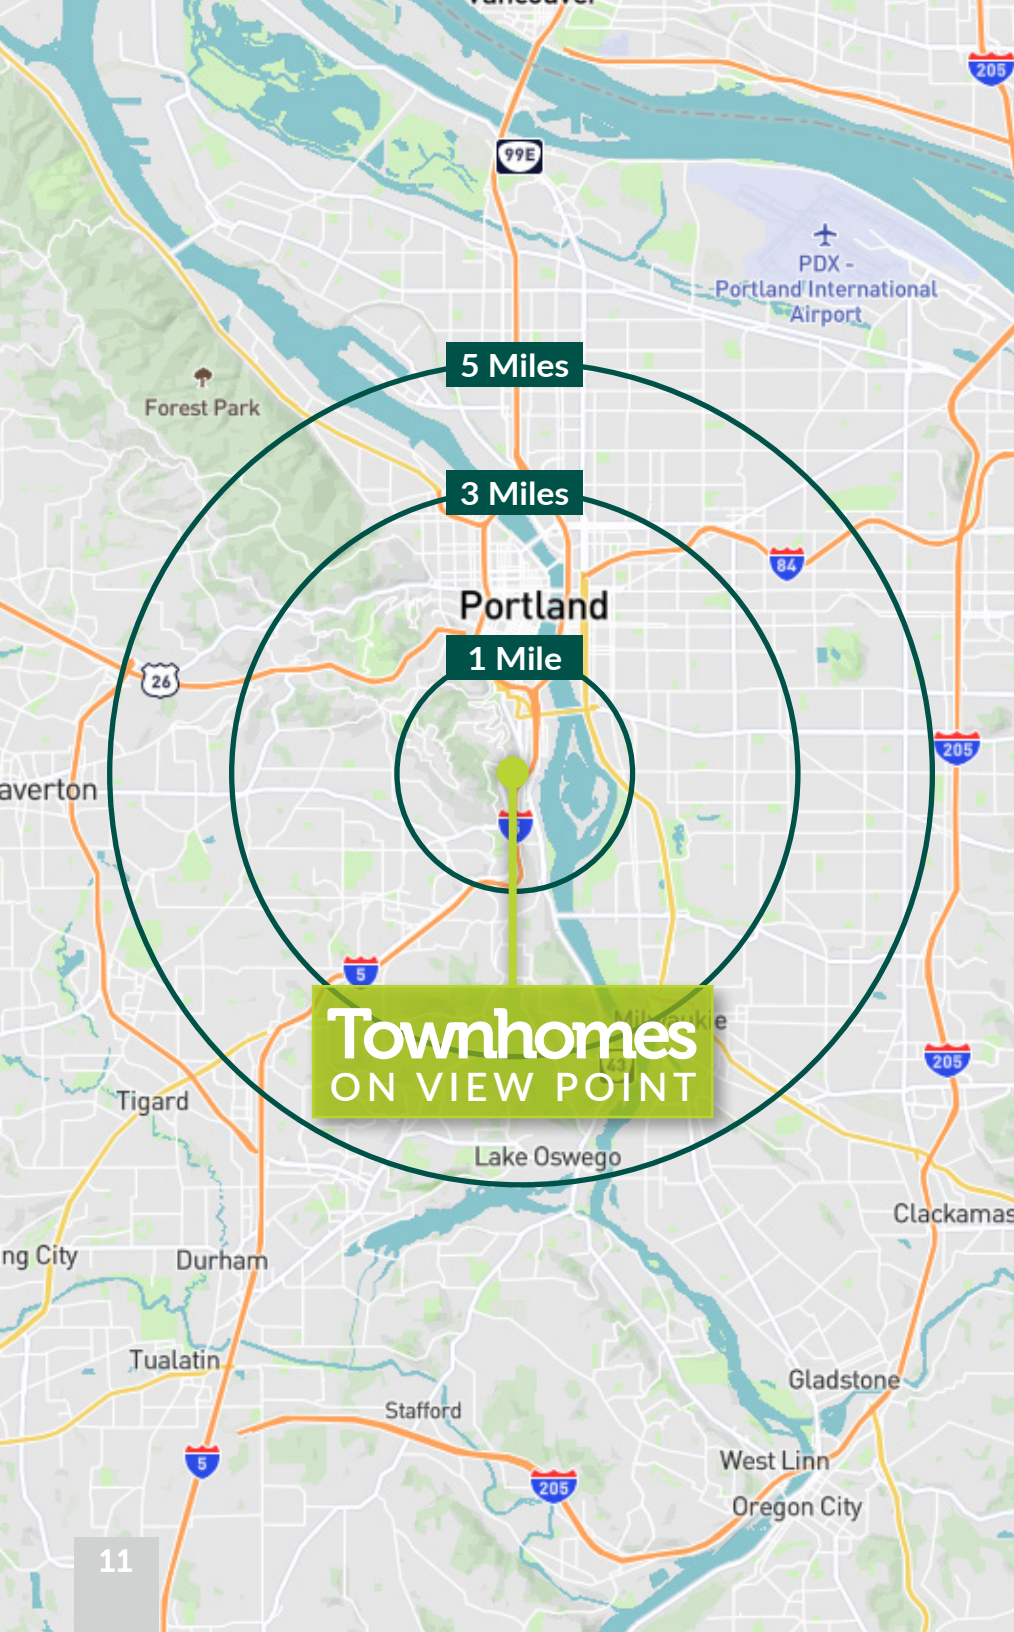 205
99E
PDX -
Portland International
Airport
5 Miles
Forest Park
3 Miles
84
Portland
1 Mile
26
205
averton
5
Townhomes
ON VIEW POINT
Milwaukie
43
205
Tigard
Lake Oswego
Clackamas
ng City
Durham
Tualatin
Gladstone
Stafford
West Linn
5
205
Oregon City
11